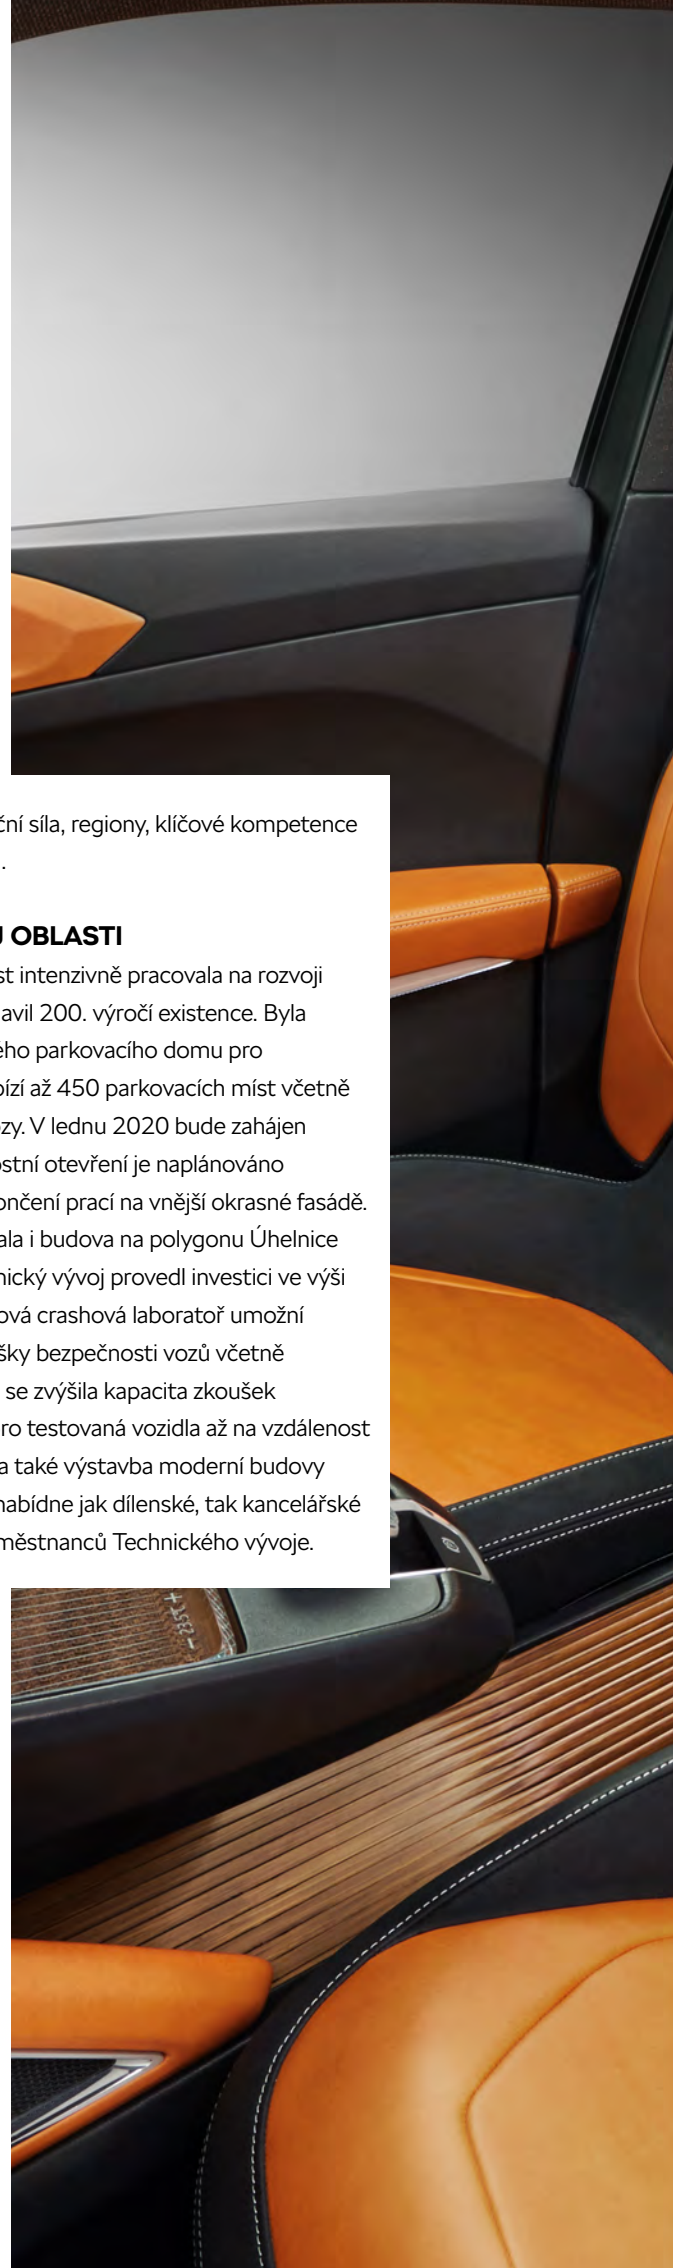 ční síla, regiony, klíčové kompetence
.
OBLASTI
st intenzivně pracovala na rozvoji
avil 200. výročí existence. Byla
ého parkovacího domu pro
bízí až 450 parkovacích míst včetně
ozy. V lednu 2020 bude zahájen
ostní otevření je naplánováno
ončení prací na vnější okrasné fasádě.
ala i budova na polygonu Úhelnice
nický vývoj provedl investici ve výši
ová crashová laboratoř umožní
šky bezpečnosti vozů včetně
se zvýšila kapacita zkoušek
ro testovaná vozidla až na vzdálenost
a také výstavba moderní budovy
nabídne jak dílenské, tak kancelářské
městnanců Technického vývoje.